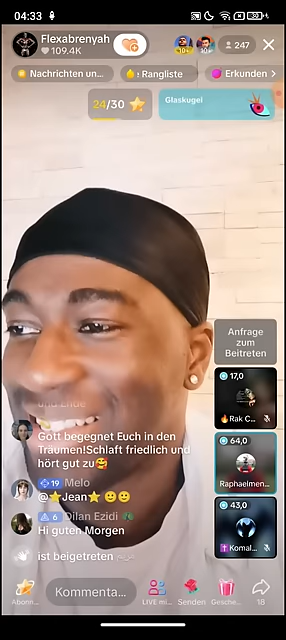 04:33
Flexabrenyah
109.4K
247
Nachrichten un...
Rangliste
Erkunden
24/30
Glaskugel
Anfrage
zum
Beitreten
17,0
Rak C...
64,0
Raphaelmen...
43,0
Komal...
und Ende
Gott begegnet Euch in den
Träumen!Schlaft friedlich und
hört gut zu🥰
19 Melo
@⭐Jean⭐ 🙂🙂
6 Dilan Ezidi
Hi guten Morgen
ist beigetreten
Kommenta...
Abonn...
LIVE mi...
Senden
Gesche...
18